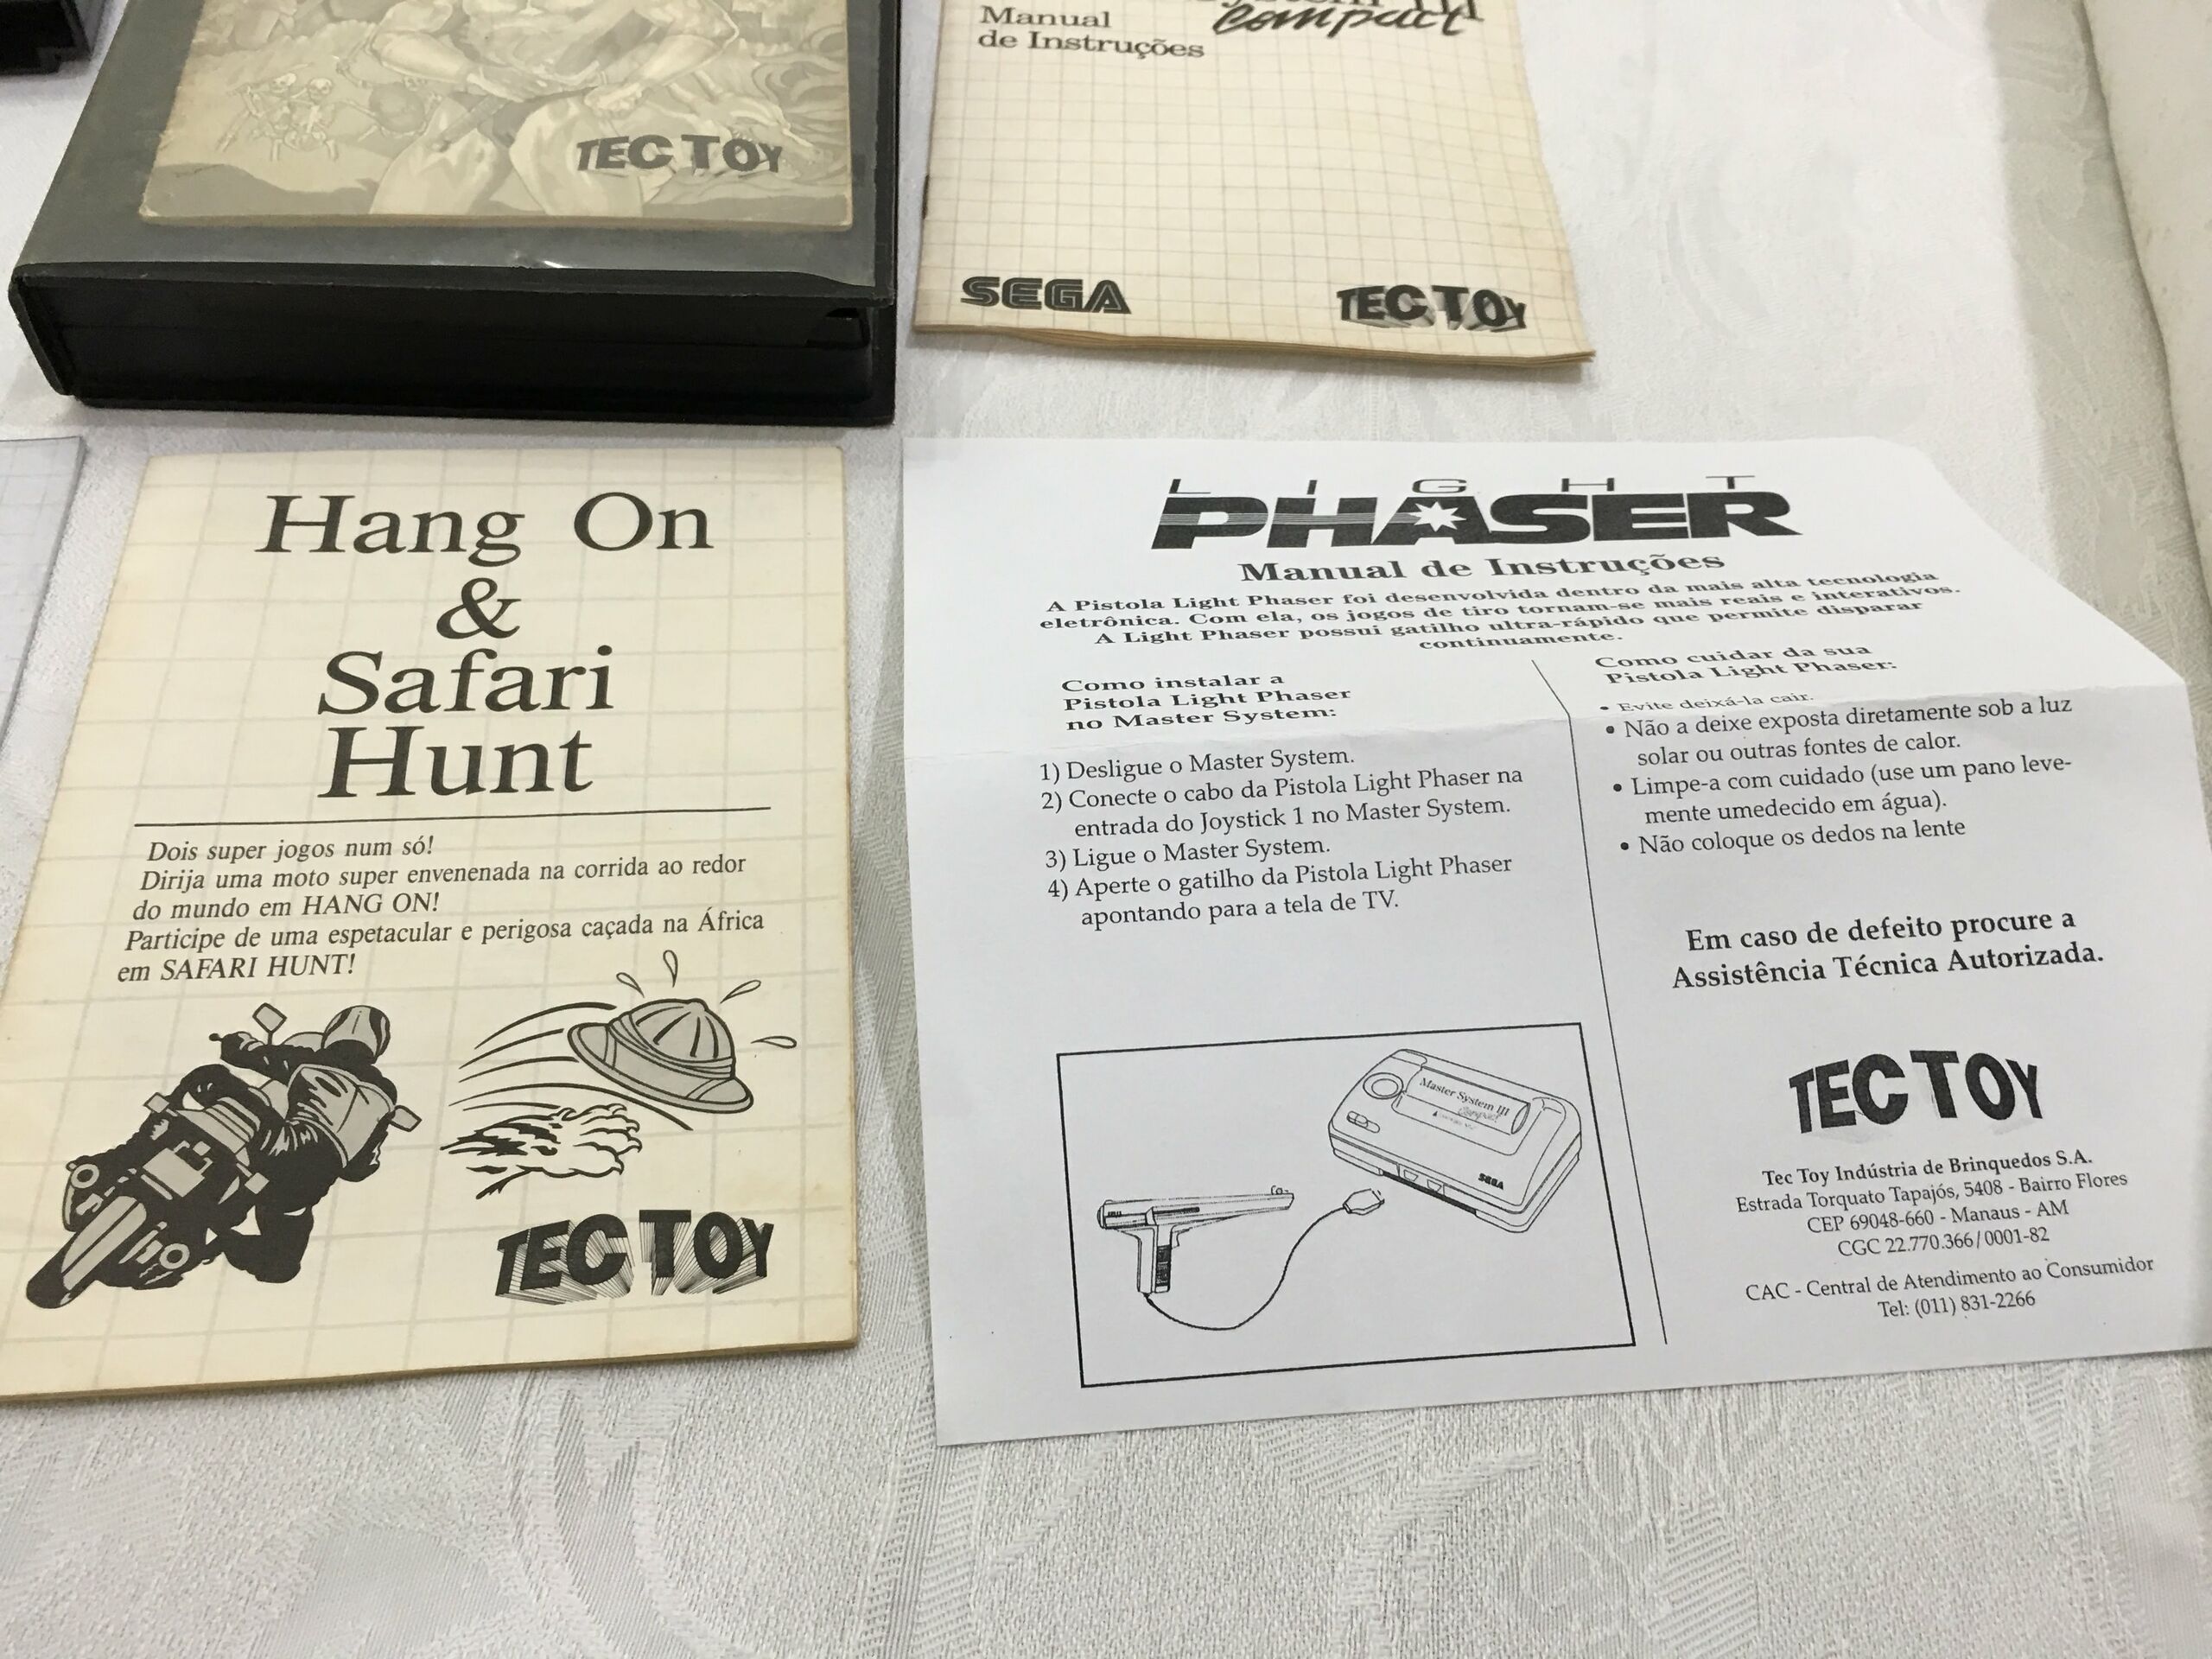 TEC TOY
Manual
de Instruções
Compact
SEGA
TEC TOY
Hang On
&
Safari
Hunt
Dois super jogos num só!
Dirija uma moto super envenenada na corrida ao redor
do mundo em HANG ON!
Participe de uma espetacular e perigosa caçada na África
em SAFARI HUNT!
TEC TOY
LIGHT
PHASER
Manual de Instruções
A Pistola Light Phaser foi desenvolvida dentro da mais alta tecnologia
eletrônica. Com ela, os jogos de tiro tornam-se mais reais e interativos.
A Light Phaser possui gatilho ultra-rápido que permite disparar
continuamente.
Como instalar a
Pistola Light Phaser
no Master System:
1) Desligue o Master System.
2) Conecte o cabo da Pistola Light Phaser na
entrada do Joystick 1 no Master System.
3) Ligue o Master System.
4) Aperte o gatilho da Pistola Light Phaser
apontando para a tela de TV.
Master System III
Compact
SEGA
Como cuidar da sua
Pistola Light Phaser:
• Evite deixá-la cair.
• Não a deixe exposta diretamente sob a luz
solar ou outras fontes de calor.
• Limpe-a com cuidado (use um pano leve-
mente umedecido em água).
• Não coloque os dedos na lente
Em caso de defeito procure a
Assistência Técnica Autorizada.
TEC TOY
Tec Toy Indústria de Brinquedos S.A.
Estrada Torquato Tapajós, 5408 - Bairro Flores
CEP 69048-660 - Manaus - AM
CGC 22.770.366/0001-82
CAC - Central de Atendimento ao Consumidor
Tel: (011) 831-2266